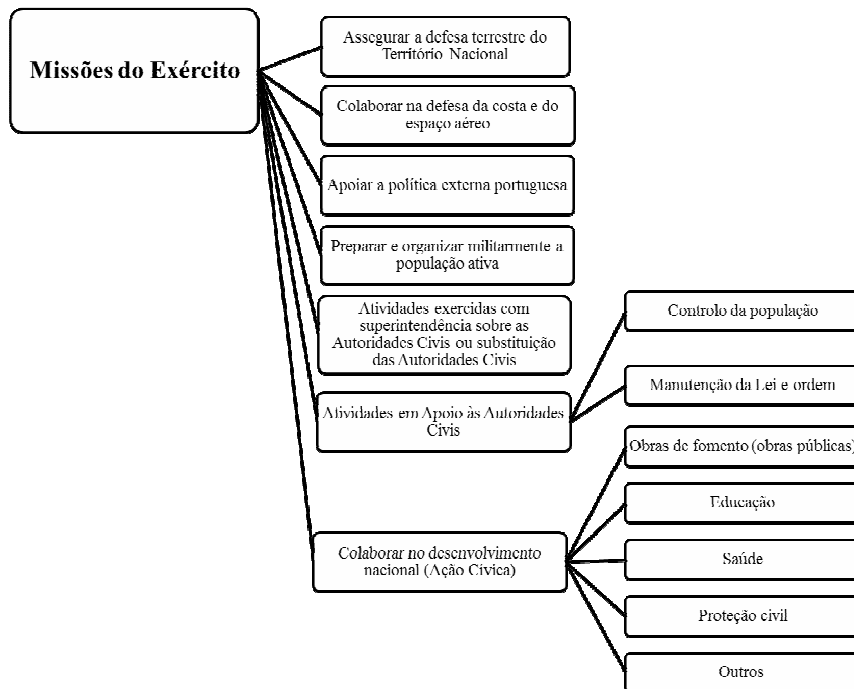 Missões do Exército
Assegurar a defesa terrestre do
Território Nacional
Colaborar na defesa da costa e do
espaço aéreo
Apoiar a política externa portuguesa
Preparar e organizar militarmente a
população ativa
Atividades exercidas com
superintendência sobre as
Autoridades Civis ou substituição
das Autoridades Civis
Atividades em Apoio às Autoridades
Civis
Controlo da população
Manutenção da Lei e ordem
Colaborar no desenvolvimento
nacional (Ação Cívica)
Obras de fomento (obras públicas)
Educação
Saúde
Proteção civil
Outros